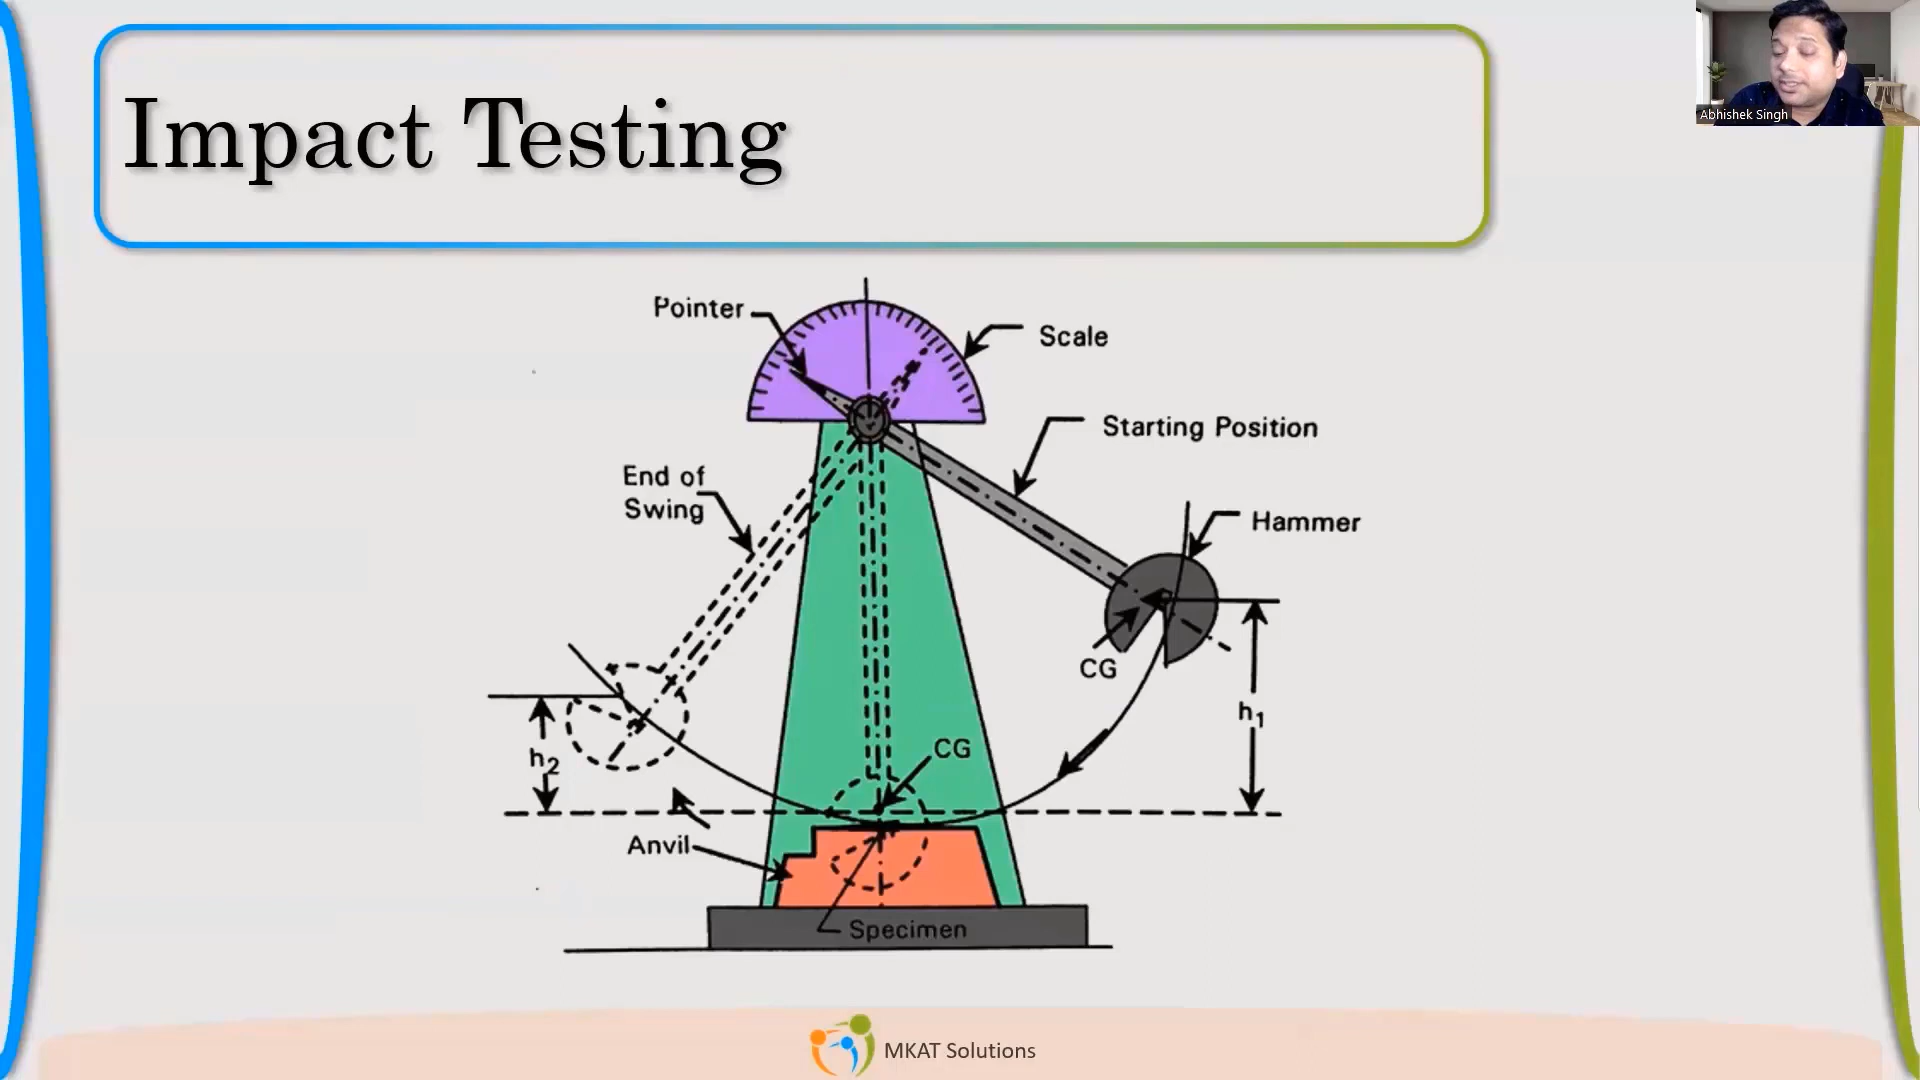 Impact Testing
Abhishek Singh
Pointer
Scale
Starting Position
End of
Swing
Hammer
CG
h1
CG
h2
Anvil
Specimen
MKAT Solutions